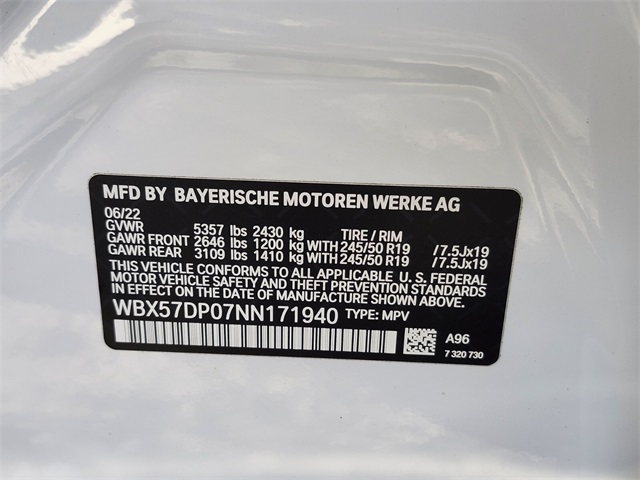 MFD BY BAYERISCHE MOTOREN WERKE AG
06/22
GVWR 5357 lbs 2430 kg TIRE / RIM
GAWR FRONT 2646 lbs 1200 kg WITH 245/50 R19 /7.5Jx19
GAWR REAR 3109 lbs 1410 kg WITH 245/50 R19 /7.5Jx19
THIS VEHICLE CONFORMS TO ALL APPLICABLE U. S. FEDERAL
MOTOR VEHICLE SAFETY AND THEFT PREVENTION STANDARDS
IN EFFECT ON THE DATE OF MANUFACTURE SHOWN ABOVE.
WBX57DP07NN171940 TYPE: MPV
A96
7 320 730